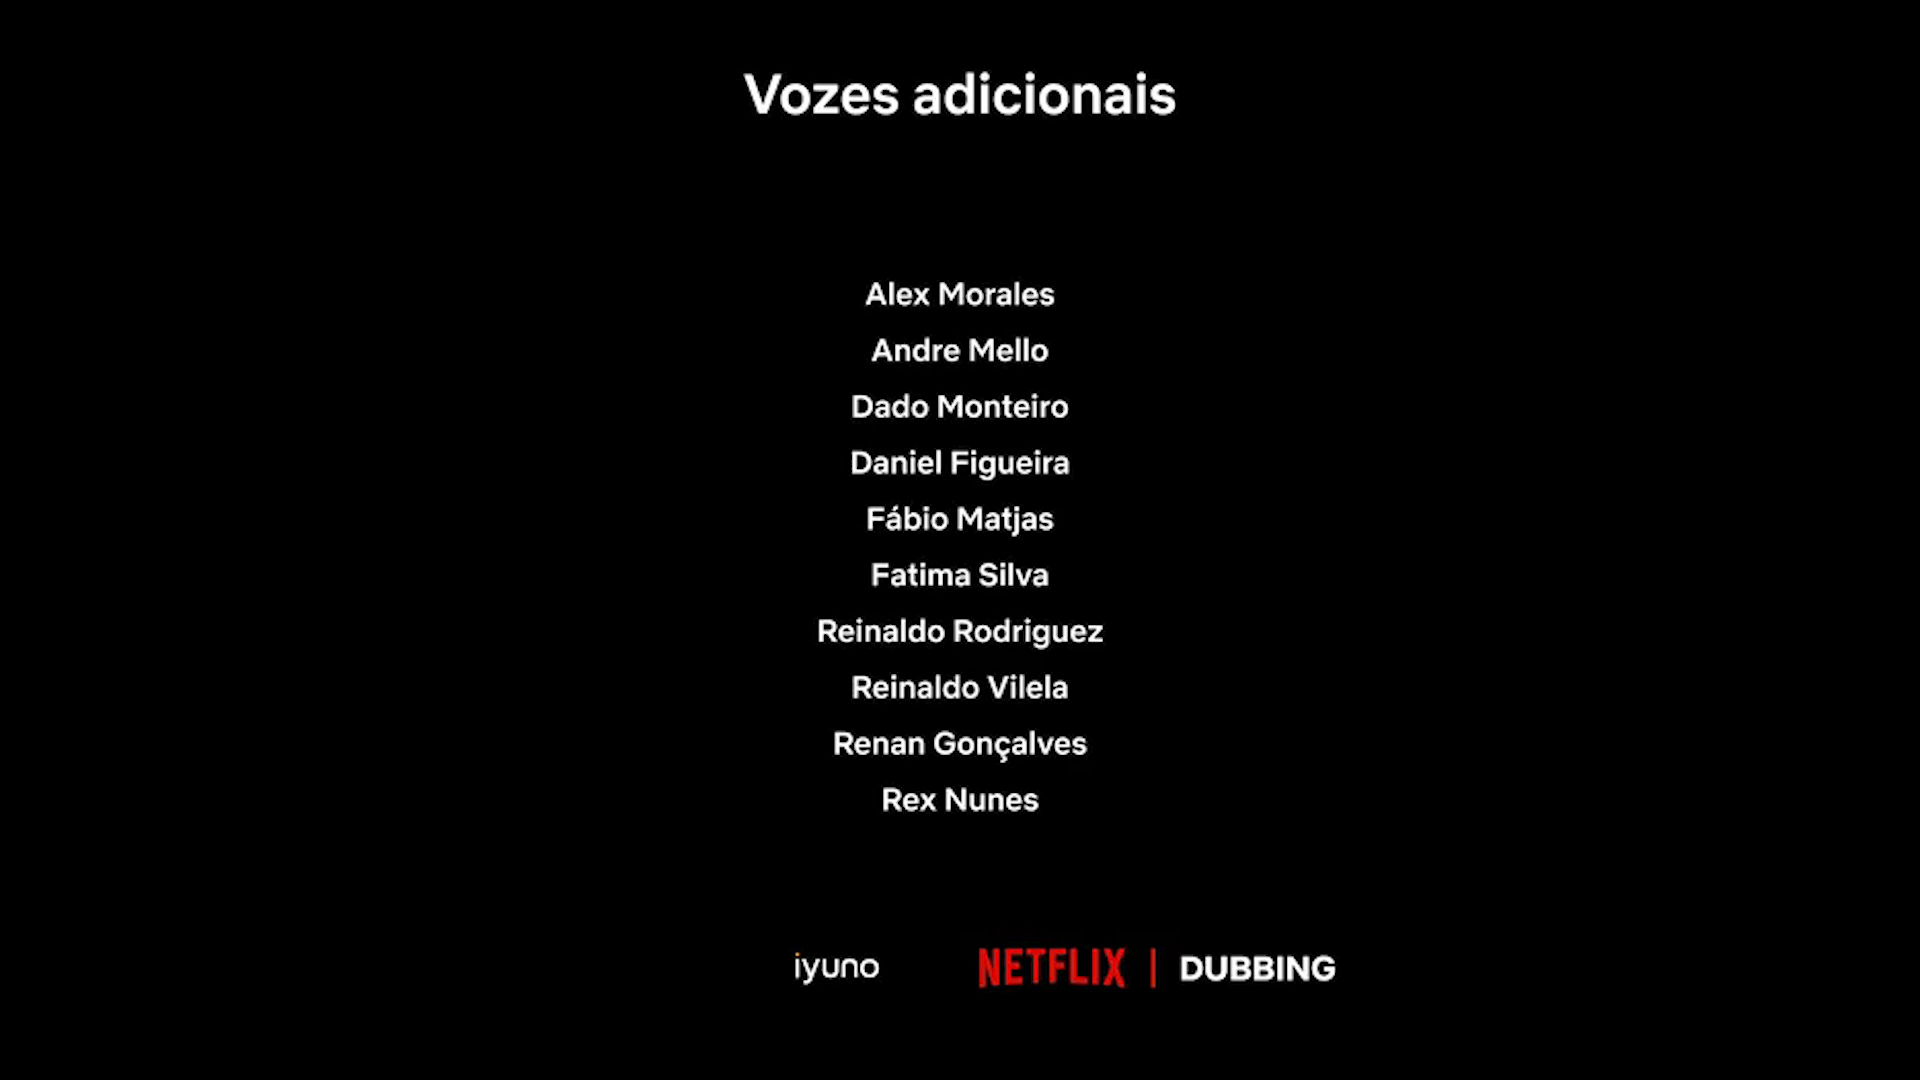 Vozes adicionais
Alex Morales
Andre Mello
Dado Monteiro
Daniel Figueira
Fábio Matjas
Fatima Silva
Reinaldo Rodriguez
Reinaldo Vilela
Renan Gonçalves
Rex Nunes
iyuno NETFLIX | DUBBING